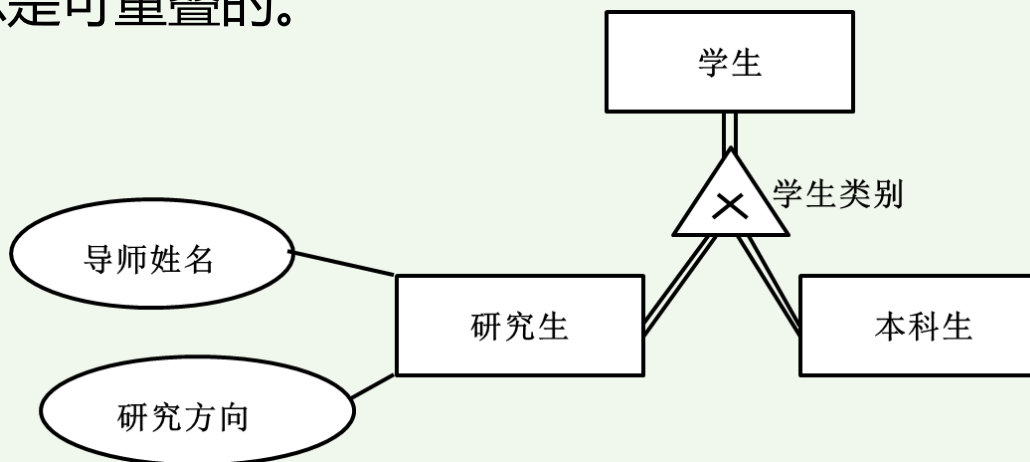 是可重叠的。
学生
学生类别
导师姓名
研究生
本科生
研究方向